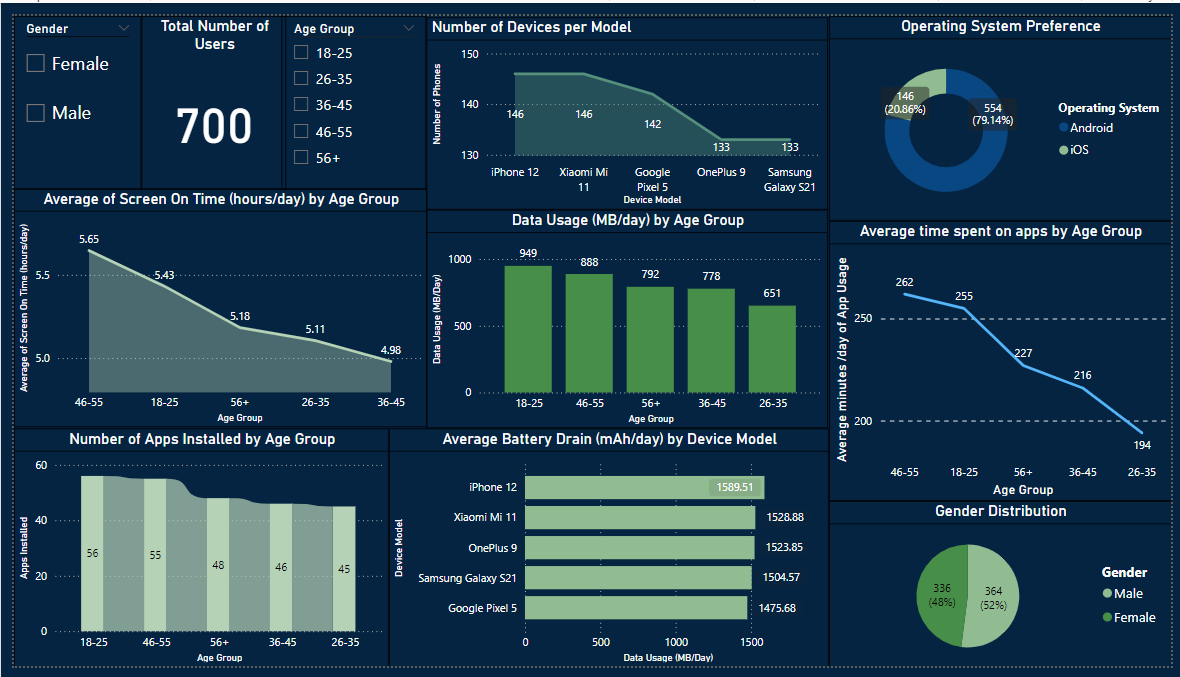 Gender
Female
Male
Total Number of
Users
700
Age Group
18-25
26-35
36-45
46-55
56+
Number of Devices per Model
Number of Phones
150
140
130
146
146
142
133
133
iPhone 12
Xiaomi Mi
11
Google
Pixel 5
OnePlus 9
Samsung
Galaxy S21
Device Model
Operating System Preference
146
(20.86%)
554
(79.14%)
Operating System
Android
iOS
Average of Screen On Time (hours/day) by Age Group
Average of Screen On Time (hours/day)
5.5
5.0
5.65
5.43
5.18
5.11
4.98
46-55
18-25
56+
26-35
36-45
Age Group
Data Usage (MB/day) by Age Group
Data Usage (MB/Day)
1000
500
0
949
888
792
778
651
18-25
46-55
56+
36-45
26-35
Age Group
Average time spent on apps by Age Group
Average minutes /day of App Usage
250
200
262
255
227
216
194
46-55
18-25
56+
36-45
26-35
Age Group
Number of Apps Installed by Age Group
Apps Installed
60
40
20
0
56
55
48
46
45
18-25
46-55
56+
36-45
26-35
Age Group
Average Battery Drain (mAh/day) by Device Model
Device Model
iPhone 12
1589.51
Xiaomi Mi 11
1528.88
OnePlus 9
1523.85
Samsung Galaxy S21
1504.57
Google Pixel 5
1475.68
0
500
1000
1500
Data Usage (MB/Day)
Gender Distribution
336
(48%)
364
(52%)
Gender
Male
Female